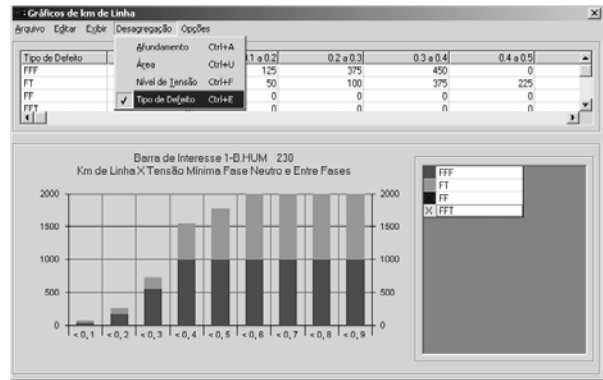 Gráficos de km de Linha
Arquivo Editar Exibir Desagregação Opções
Afundamento Ctrl+A
Área Ctrl+U
Nível de Tensão Ctrl+F
Tipo de Defeito Ctrl+E
Tipo de Defeito 0.1 a 0.2 0.2 a 0.3 0.3 a 0.4 0.4 a 0.5
FFF 125 375 450 0
FT 50 100 375 225
FF 0 0 0 0
FFT 0 0 0 0
Barra de Interesse 1-B.HUM 230
Km de Linha X Tensão Mínima Fase Neutro e Entre Fases
2000 2000
1500 1500
1000 1000
500 500
0 0
< 0,1 < 0,2 < 0,3 < 0,4 < 0,5 < 0,6 < 0,7 < 0,8 < 0,9
FFF
FT
FF
X FFT